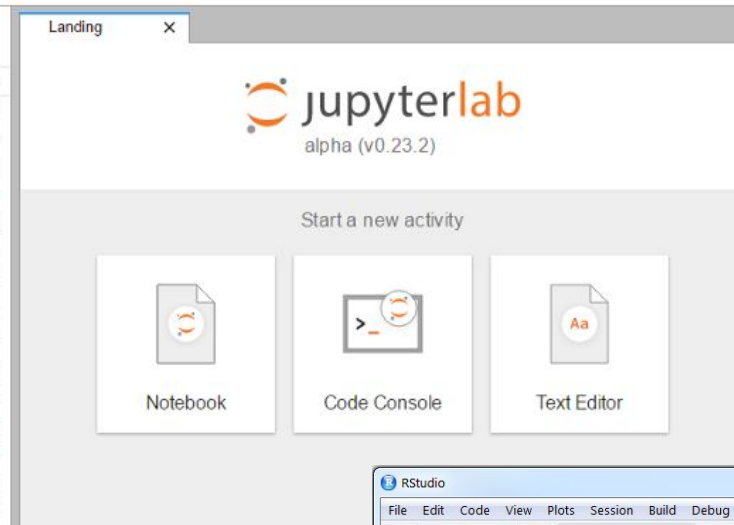 Landing ×
jupyterlab
alpha (v0.23.2)
Start a new activity
>_ Aa
Notebook Code Console Text Editor
R RStudio
File Edit Code View Plots Session Build Debug